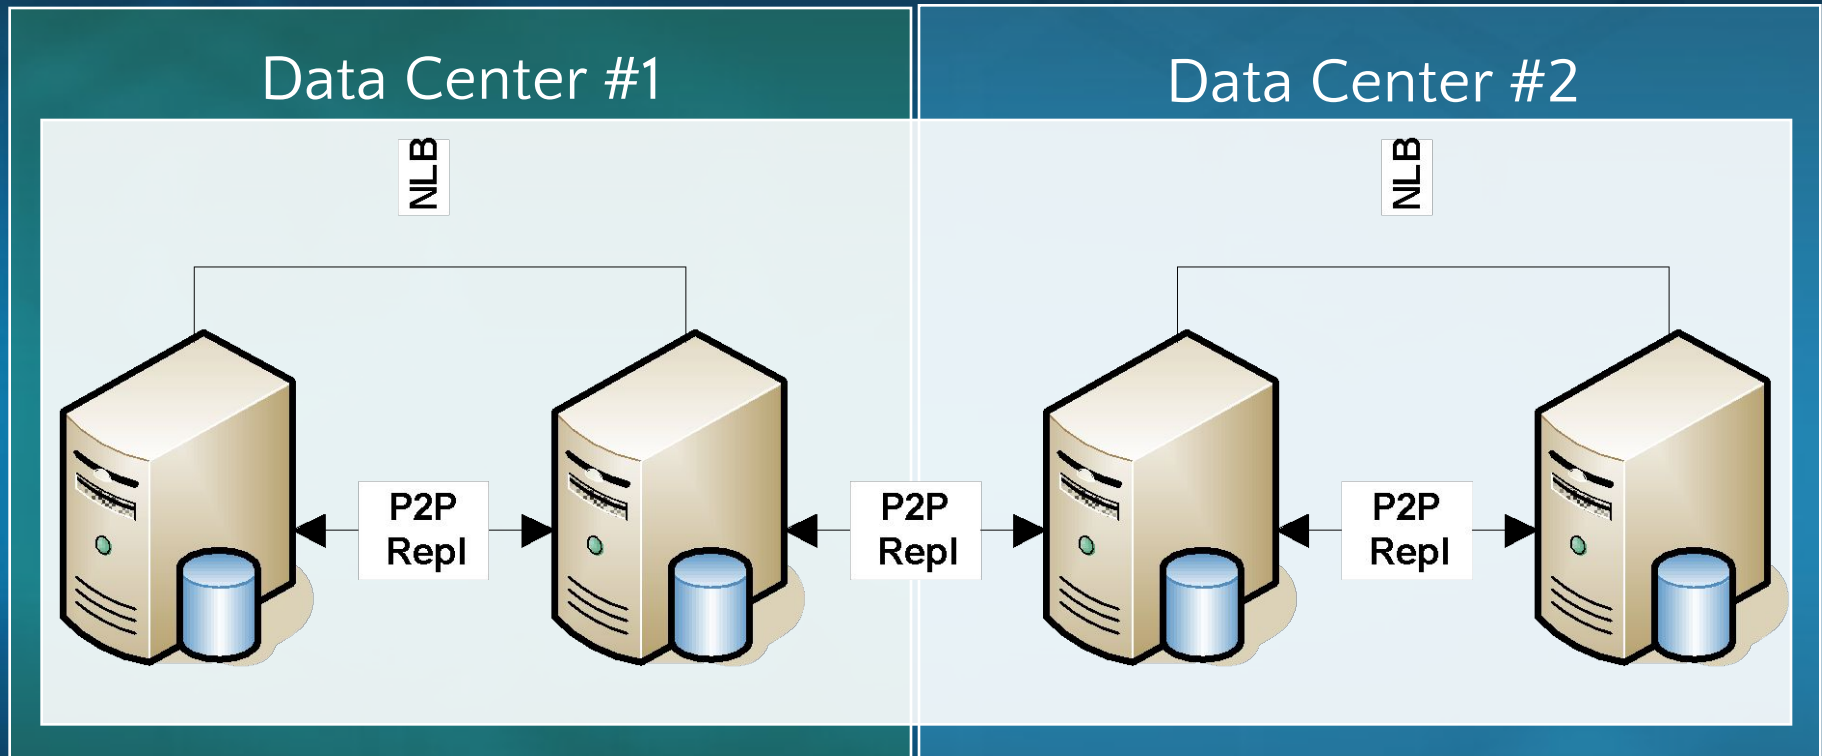 Data Center #1
Data Center #2
NLB
NLB
P2P
Repl
P2P
Repl
P2P
Repl